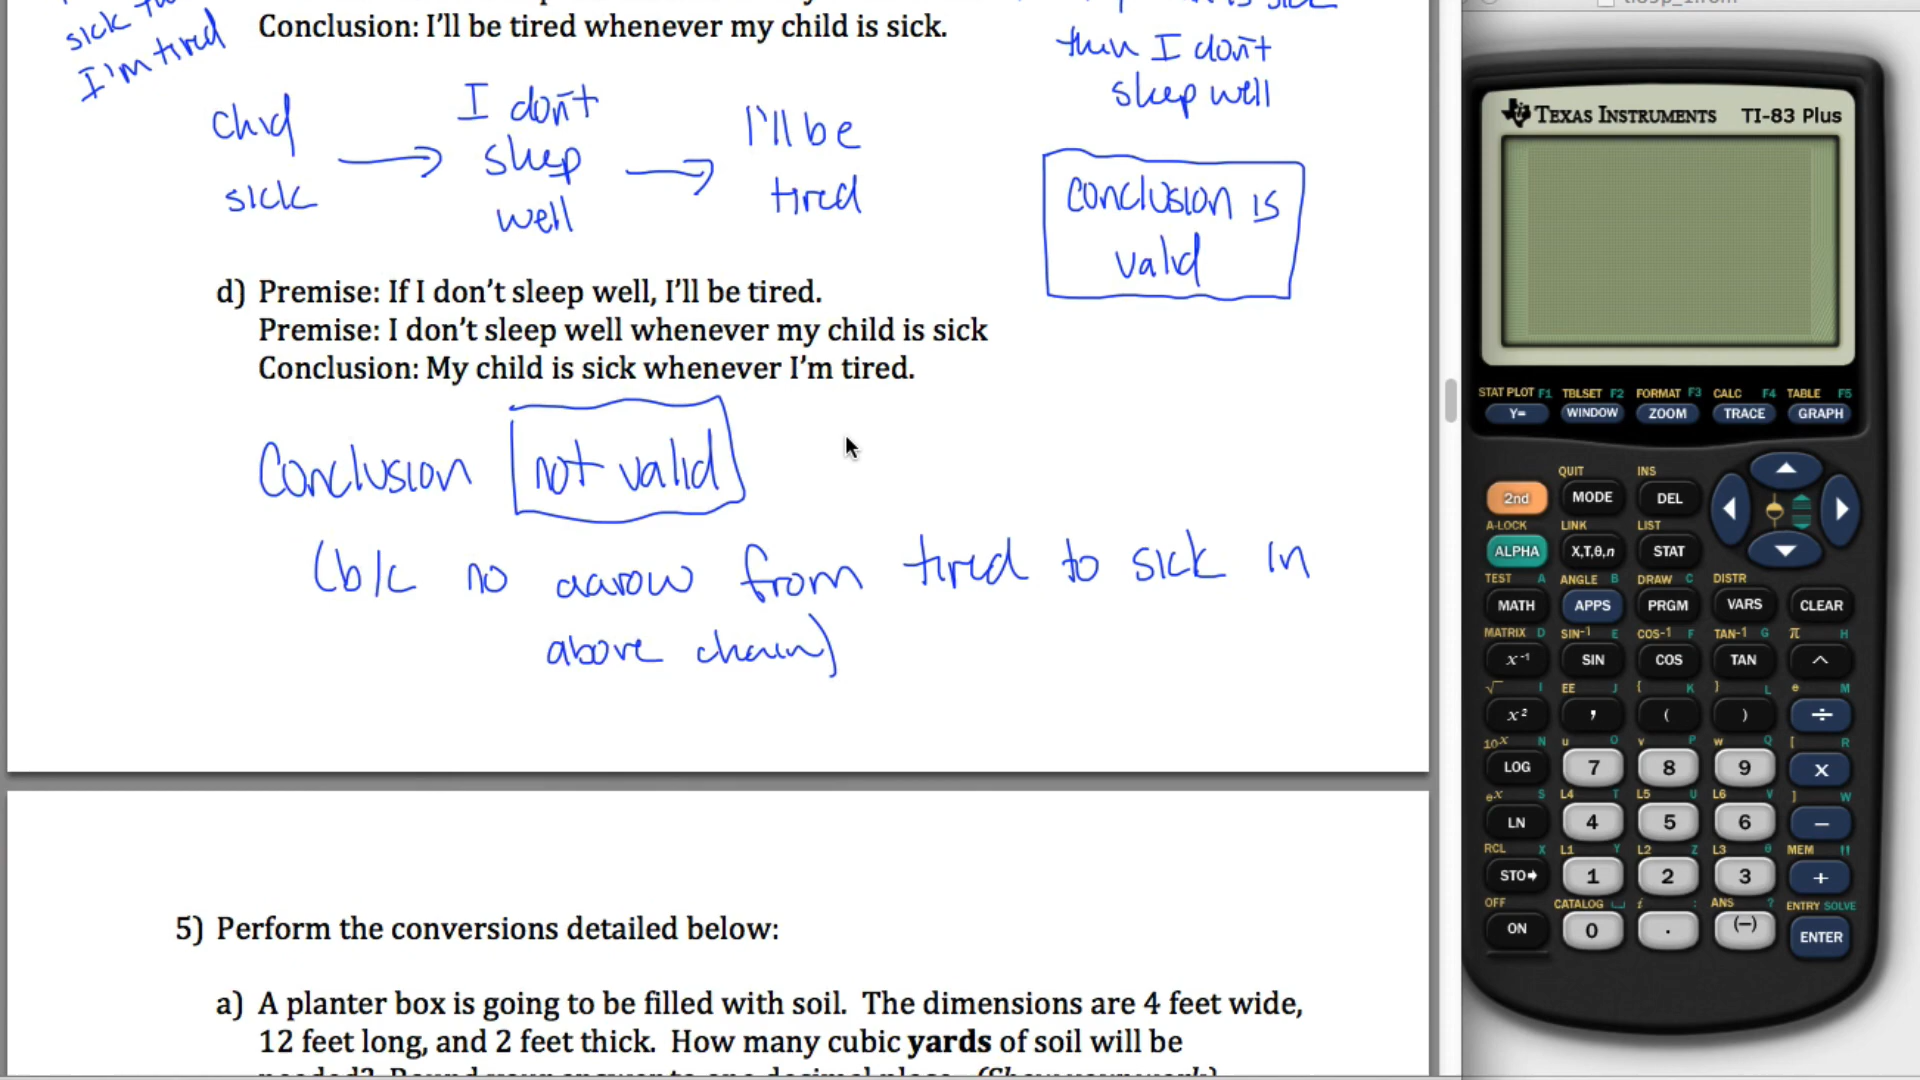 sick
I'm tired
Conclusion: I'll be tired whenever my child is sick.
then I don't
sleep well
child sick → I don't sleep well → I'll be tired
Conclusion is
valid
d) Premise: If I don't sleep well, I'll be tired.
Premise: I don't sleep well whenever my child is sick
Conclusion: My child is sick whenever I'm tired.
Conclusion not valid
(b/c no aarow from tired to sick in
above chain)
5) Perform the conversions detailed below:
a) A planter box is going to be filled with soil. The dimensions are 4 feet wide,
12 feet long, and 2 feet thick. How many cubic yards of soil will be
TEXAS INSTRUMENTS TI-83 Plus
STAT PLOT F1 TBLSET F2 FORMAT F3 CALC F4 TABLE F5
Y= WINDOW ZOOM TRACE GRAPH
QUIT INS
2nd MODE DEL
A-LOCK LINK LIST
ALPHA X,T,θ,n STAT
TEST A ANGLE B DRAW C DISTR
MATH APPS PRGM VARS CLEAR
MATRIX D SIN-1 E COS-1 F TAN-1 G π H
x-1 SIN COS TAN ^
√ I EE J { K } L e M
x² , ( ) ÷
10x N u O v P w Q [ R
LOG 7 8 9 x
ex S L4 T L5 U L6 V ] W
LN 4 5 6 −
RCL X L1 Y L2 Z L3 θ MEM "
STO➔ 1 2 3 +
OFF CATALOG i : ANS ? ENTRY SOLVE
ON 0 . (−) ENTER